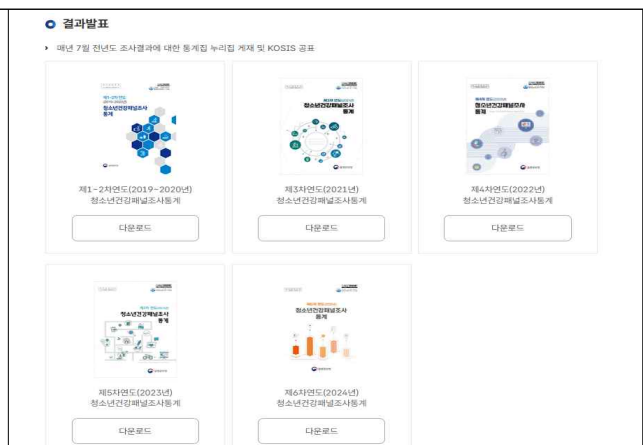 결과발표
매년 7월 전년도 조사결과에 대한 통계집 누리집 게재 및 KOSIS 공표
청소년건강패널조사
통계
청소년건강패널조사
통계
청소년건강패널조사
통계
제1~2차연도(2019~2020년)
청소년건강패널조사통계
제3차연도(2021년)
청소년건강패널조사통계
제4차연도(2022년)
청소년건강패널조사통계
다운로드
다운로드
다운로드
청소년건강패널조사
통계
청소년건강패널조사
통계
제5차연도(2023년)
청소년건강패널조사통계
제6차연도(2024년)
청소년건강패널조사통계
다운로드
다운로드